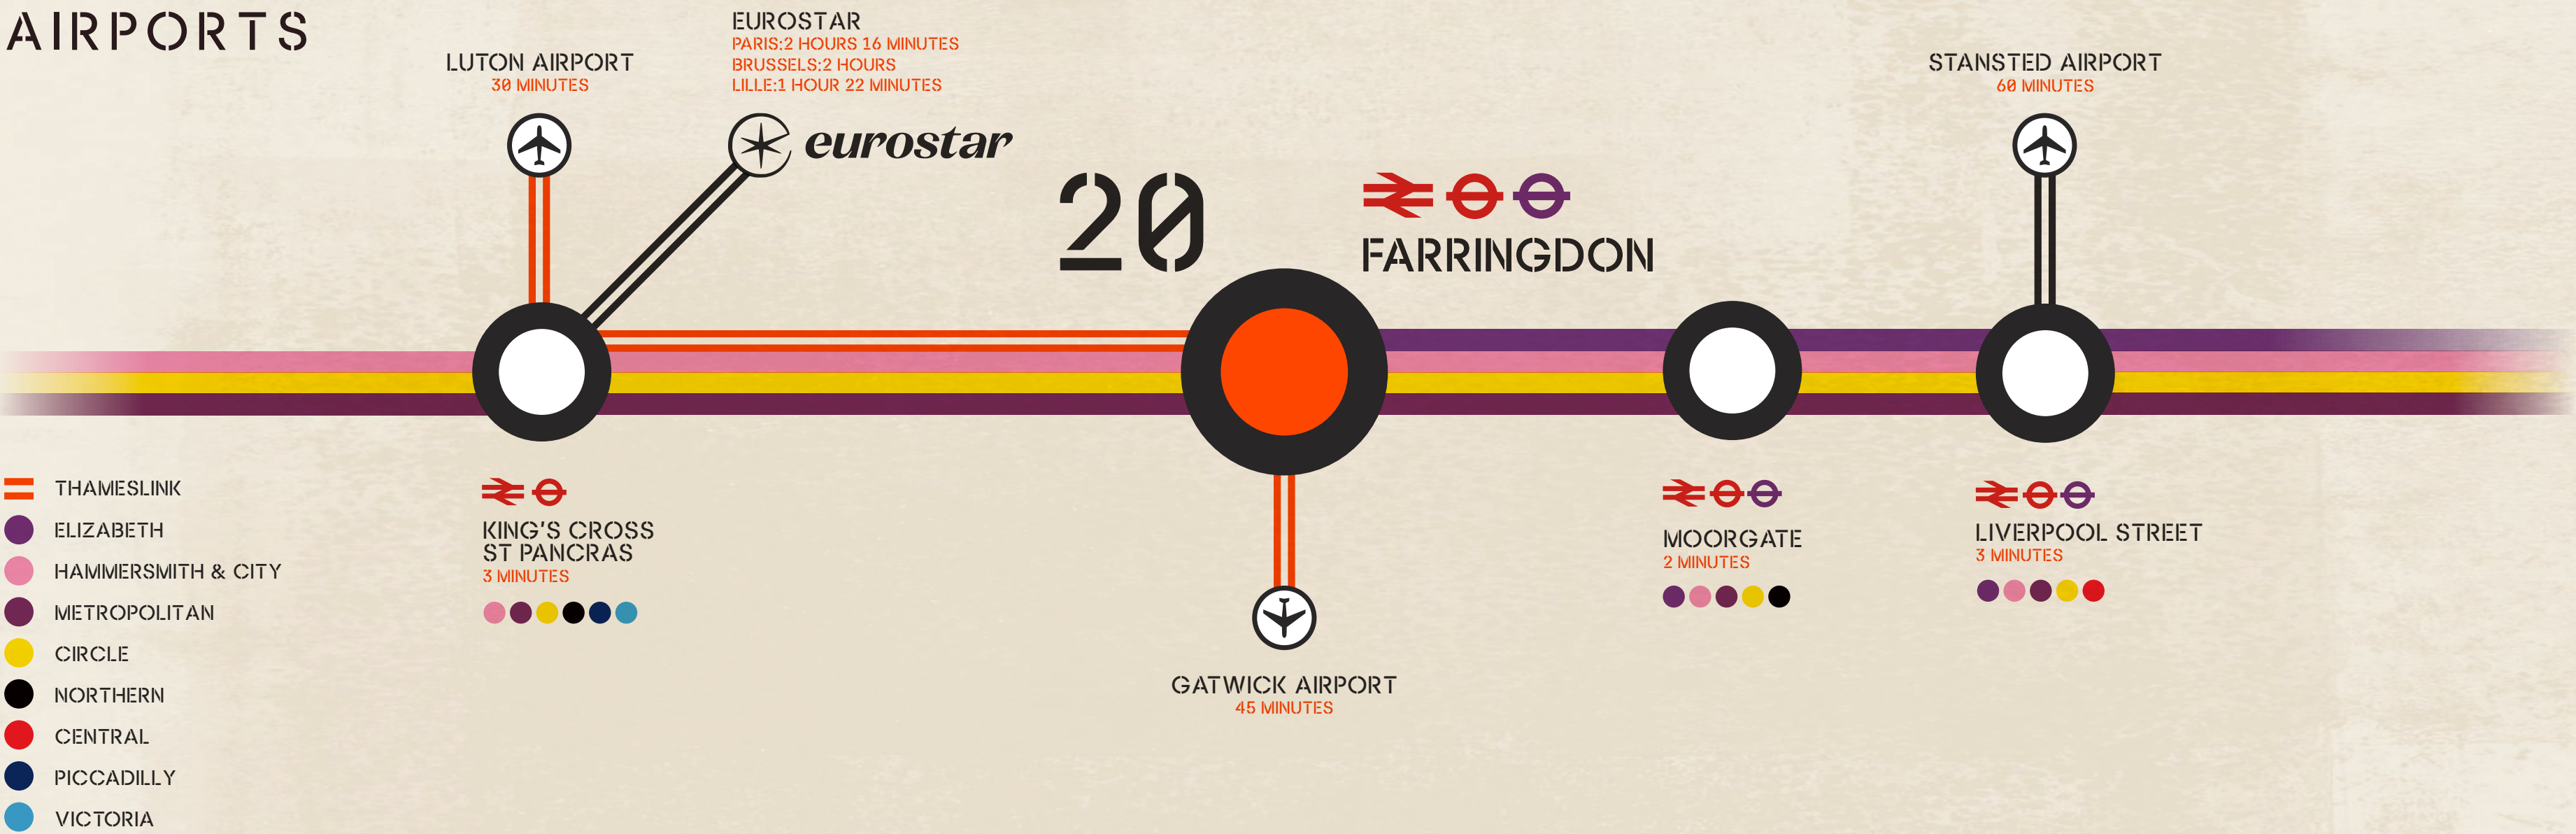 AIRPORTS
LUTON AIRPORT
30 MINUTES
EUROSTAR
PARIS:2 HOURS 16 MINUTES
BRUSSELS:2 HOURS
LILLE:1 HOUR 22 MINUTES
eurostar
STANSTED AIRPORT
60 MINUTES
20
FARRINGDON
THAMESLINK
ELIZABETH
HAMMERSMITH & CITY
METROPOLITAN
CIRCLE
NORTHERN
CENTRAL
PICCADILLY
VICTORIA
KING'S CROSS
ST PANCRAS
3 MINUTES
MOORGATE
2 MINUTES
LIVERPOOL STREET
3 MINUTES
GATWICK AIRPORT
45 MINUTES